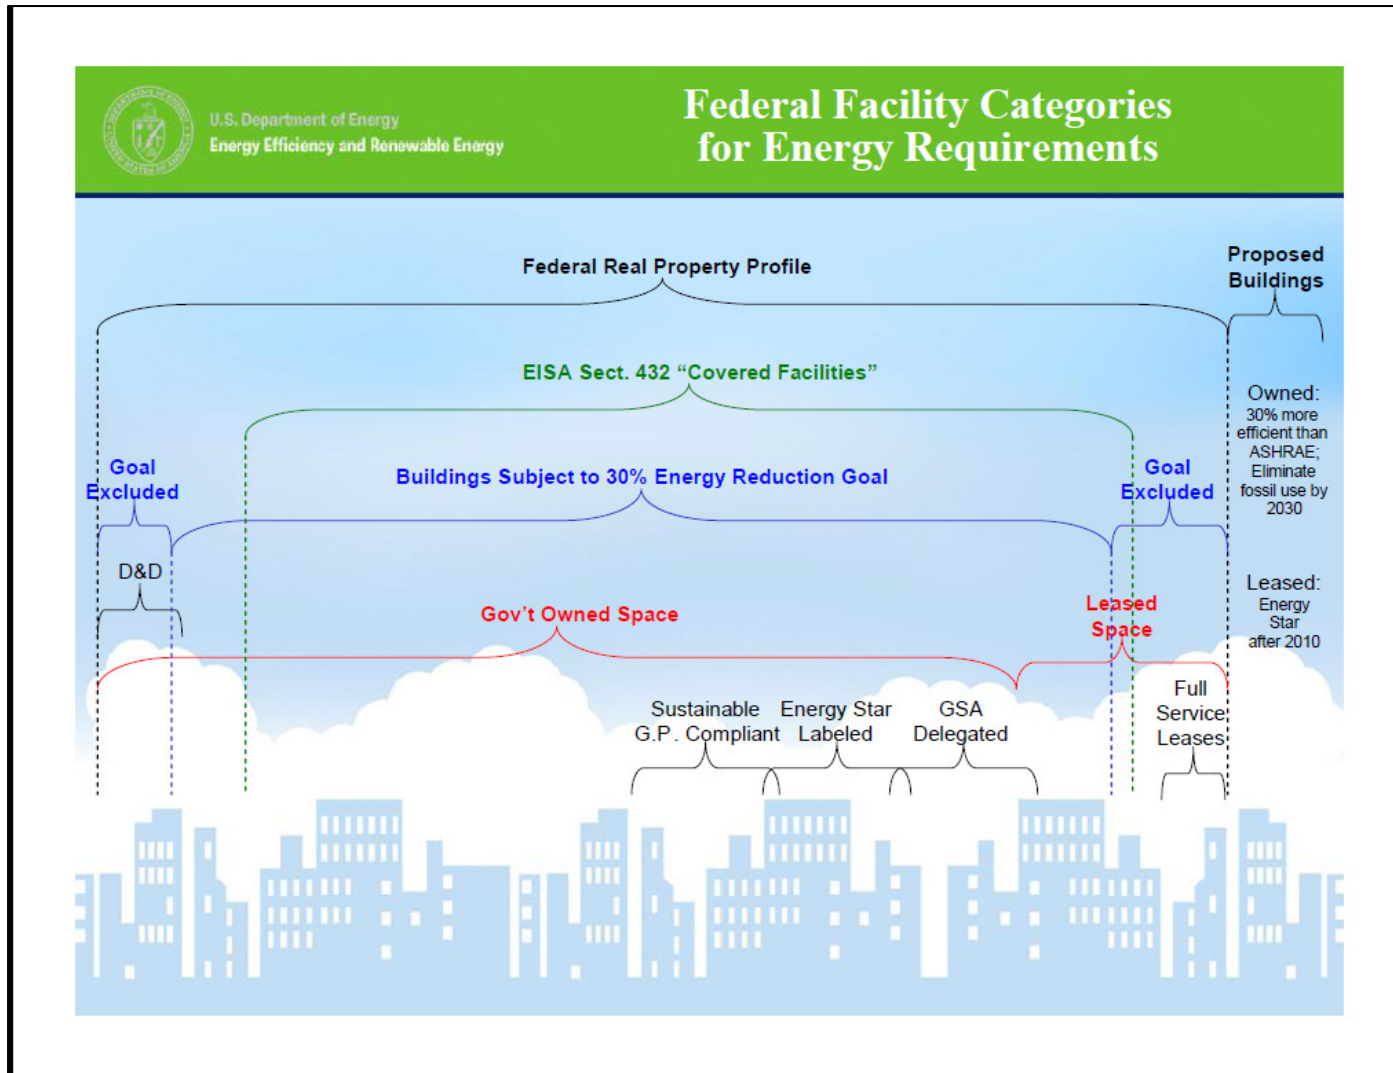 U.S. Department of Energy
Energy Efficiency and Renewable Energy
Federal Facility Categories
for Energy Requirements
Federal Real Property Profile
Proposed
Buildings
EISA Sect. 432 “Covered Facilities”
Owned:
30% more
efficient than
ASHRAE;
Eliminate
fossil use by
2030
Goal
Excluded
Buildings Subject to 30% Energy Reduction Goal
Goal
Excluded
D&D
Gov't Owned Space
Leased
Space
Leased:
Energy
Star
after 2010
Sustainable
G.P. Compliant
Energy Star
Labeled
GSA
Delegated
Full
Service
Leases